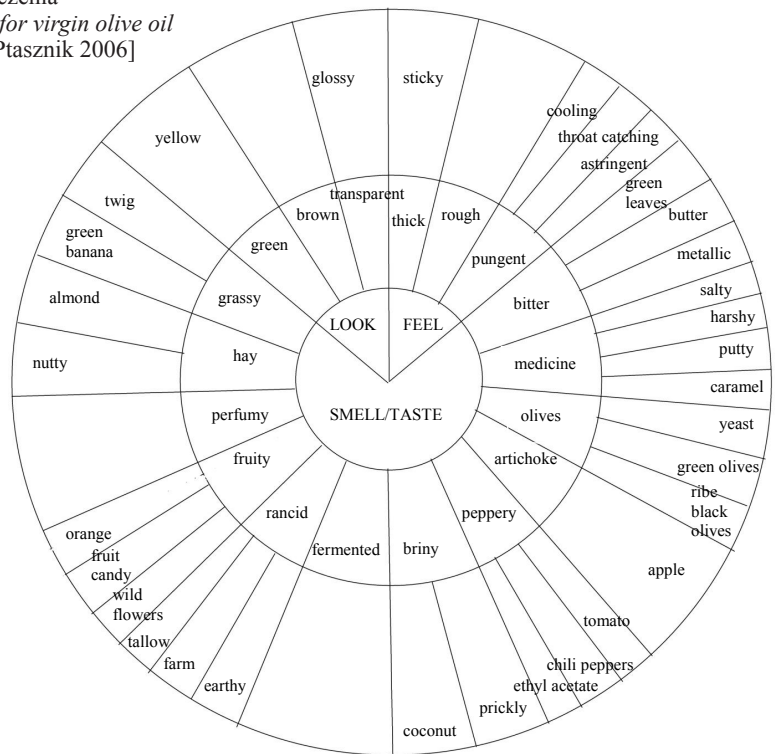 for virgin olive oil
Ptasznik 2006]
glossy
sticky
cooling
throat catching
astringent
green
leaves
butter
metallic
salty
harshy
putty
caramel
yeast
green olives
ribe
black
olives
apple
tomato
chili peppers
ethyl acetate
prickly
coconut
earthy
farm
tallow
wild
flowers
fruit
candy
orange
nutty
almond
green
banana
twig
yellow
transparent
brown
thick
rough
green
pungent
grassy
bitter
hay
medicine
perfumy
olives
fruity
artichoke
rancid
peppery
fermented
briny
LOOK
FEEL
SMELL/TASTE